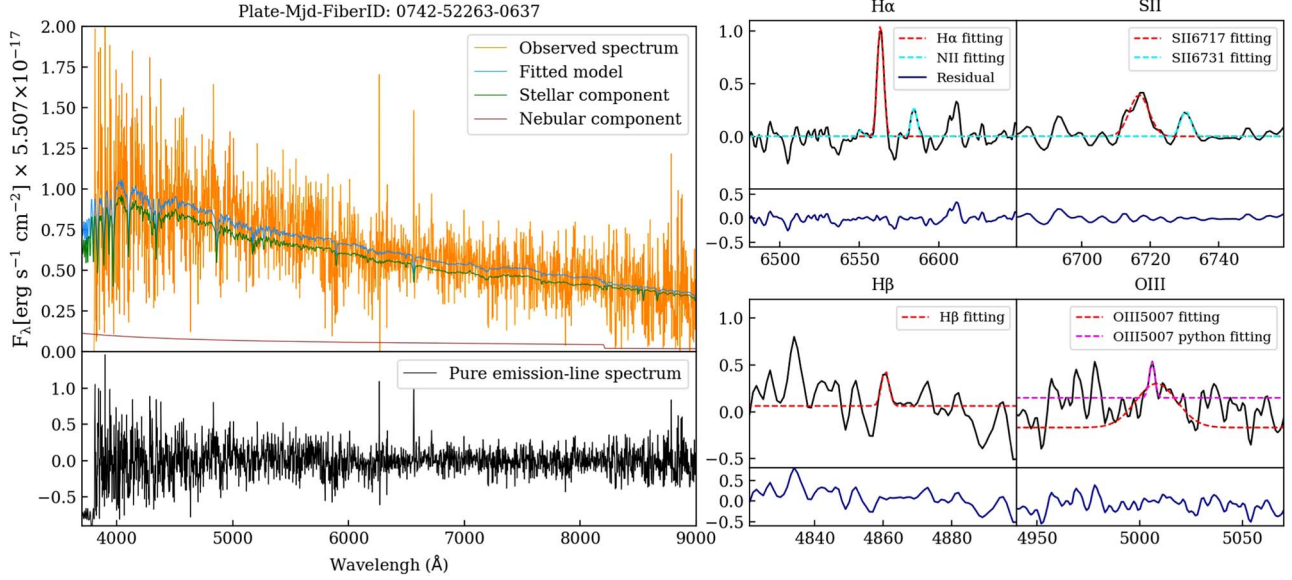 Plate-Mjd-FiberID: 0742-52263-0637
Fλ[erg s⁻¹ cm⁻²] × 5.507×10⁻¹⁷
2.00
1.75
1.50
1.25
1.00
0.75
0.50
0.25
0.00
Observed spectrum
Fitted model
Stellar component
Nebular component
1.0
0.5
0.0
−0.5
Pure emission-line spectrum
4000 5000 6000 7000 8000 9000
Wavelengh (Å)
Hα
1.0
0.5
0.0
Hα fitting
NII fitting
Residual
0.5
0.0
−0.5
6500 6550 6600
SII
SII6717 fitting
SII6731 fitting
6700 6720 6740
Hβ
1.0
0.5
0.0
−0.5
Hβ fitting
0.5
0.0
−0.5
4840 4860 4880
OIII
OIII5007 fitting
OIII5007 python fitting
4950 5000 5050